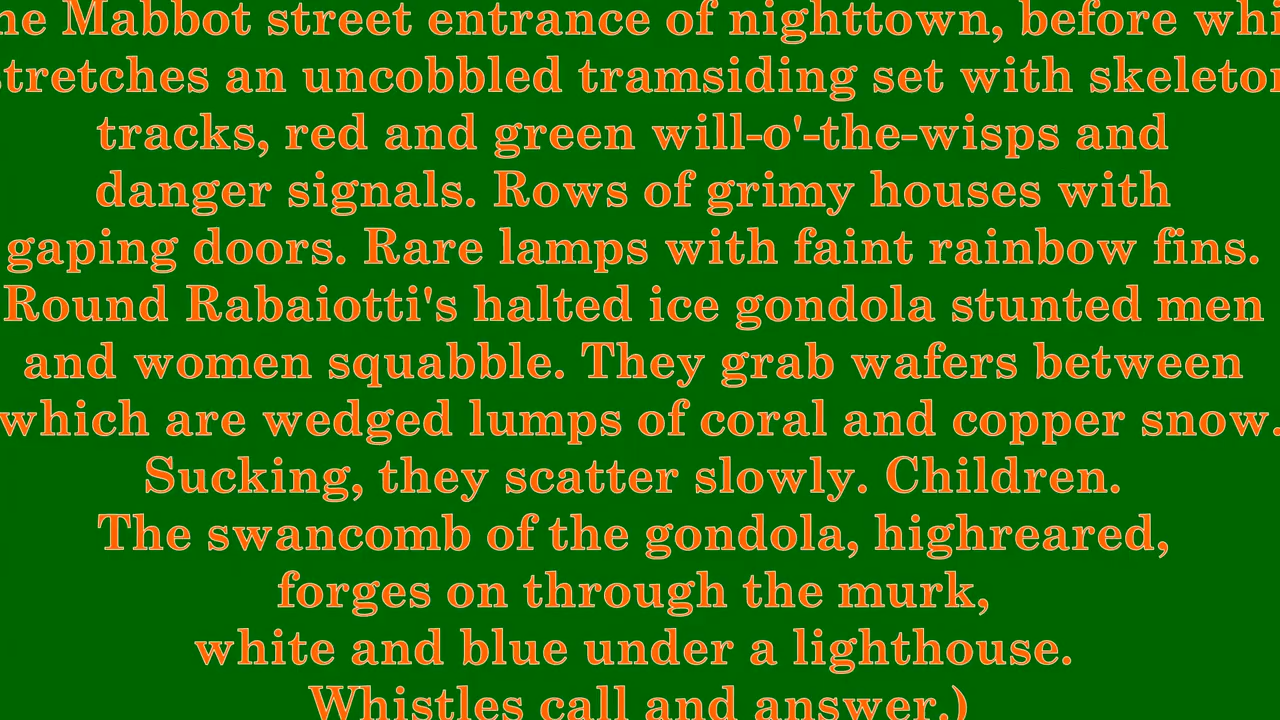 he Mabbot street entrance of nighttown, before whi
stretches an uncobbled tramsiding set with skeleton
tracks, red and green will-o'-the-wisps and
danger signals. Rows of grimy houses with
gaping doors. Rare lamps with faint rainbow fins.
Round Rabaiotti's halted ice gondola stunted men
and women squabble. They grab wafers between
which are wedged lumps of coral and copper snow.
Sucking, they scatter slowly. Children.
The swancomb of the gondola, highreared,
forges on through the murk,
white and blue under a lighthouse.
Whistles call and answer.)